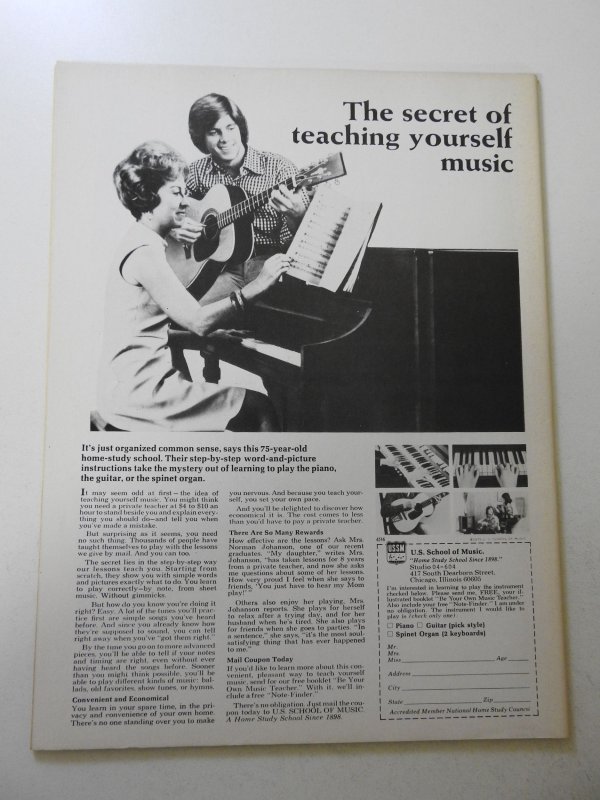 The secret of
teaching yourself
music
It's just organized common sense, says this 75-year-old
home-study school. Their step-by-step word-and-picture
instructions take the mystery out of learning to play the piano,
the guitar, or the spinet organ.
It may seem odd at first — the idea of
teaching yourself music. You might think
you need a private teacher at $4 to $10 an
hour to stand beside you and explain every-
thing you should do—and tell you when
you've made a mistake.
But surprising as it seems, you need
no such thing. Thousands of people have
taught themselves to play with the lessons
we give by mail. And you can too.
The secret lies in the step-by-step way
our lessons teach you. Starting from
scratch, they show you with simple words
and pictures exactly what to do. You learn
to play correctly—by note, from sheet
music. Without gimmicks.
But how do you know you're doing it
right? Easy. A lot of the tunes you'll prac-
tice first are simple songs you've heard
before. And since you already know how
they're supposed to sound, you can tell
right away when you've "got them right."
By the time you go on to more advanced
pieces, you'll be able to tell if your notes
and timing are right, even without ever
having heard the songs before. Sooner
than you might think possible, you'll be
able to play different kinds of music: bal-
lads, old favorites, show tunes, or hymns.
Convenient and Economical
You learn in your spare time, in the pri-
vacy and convenience of your own home.
There's no one standing over you to make
you nervous. And because you teach your-
self, you set your own pace.
And you'll be delighted to discover how
economical it is. The cost comes to less
than you'd have to pay a private teacher.
There Are So Many Rewards
How effective are the lessons? Ask Mrs.
Norman Johanson, one of our recent
graduates. "My daughter," writes Mrs.
Johanson, "has taken lessons for 8 years
from a private teacher, and now she asks
me questions about some of her lessons.
How very proud I feel when she says to
friends, 'You just have to hear my Mom
play!' "
Others also enjoy her playing, Mrs.
Johanson reports. She plays for herself
to relax after a trying day, and for her
husband when he's tired. She also plays
for friends when she goes to parties. "In
a sentence," she says, "it's the most soul-
satisfying thing that has ever happened
to me."
Mail Coupon Today
If you'd like to learn more about this con-
venient, pleasant way to teach yourself
music, send for our free booklet "Be Your
Own Music Teacher." With it, we'll in-
clude a free "Note-Finder."
There's no obligation. Just mail the cou-
pon today to U.S. SCHOOL OF MUSIC.
A Home Study School Since 1898.
USSM
U.S. School of Music.
"Home Study School Since 1898."
Studio
417 South Dearborn Street,
Chicago, Illinois 60605
I'm interested in learning to play the instrument
checked below. Please send me, FREE, your il-
lustrated booklet "Be Your Own Music Teacher."
Also include your free "Note-Finder." I am under
no obligation. The instrument I would like to
play is (check only one):
Piano Guitar (pick style)
Spinet Organ (2 keyboards)
Mr.
Mrs.
Miss Age
Address
City
State Zip
Accredited Member National Home Study Council